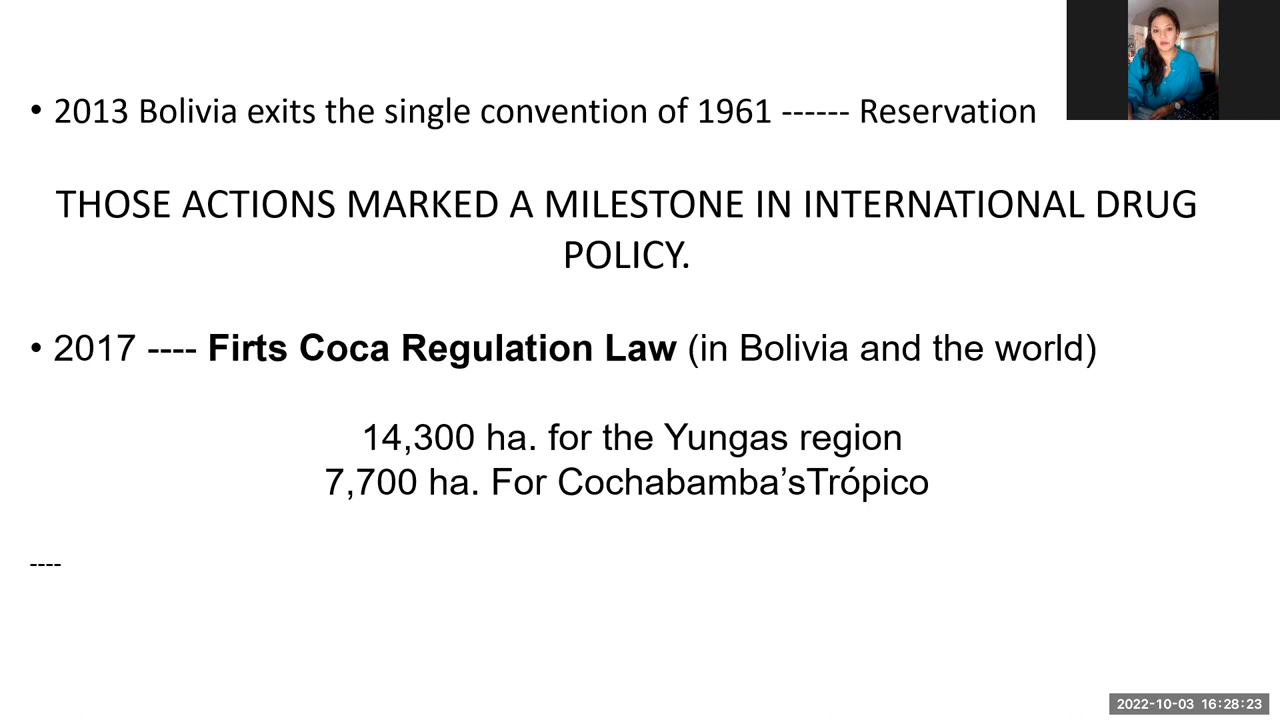 • 2013 Bolivia exits the single convention of 1961 ------ Reservation
THOSE ACTIONS MARKED A MILESTONE IN INTERNATIONAL DRUG
POLICY.
• 2017 ---- Firts Coca Regulation Law (in Bolivia and the world)
14,300 ha. for the Yungas region
7,700 ha. For Cochabamba’sTrópico
----
2022-10-03 16:28:23